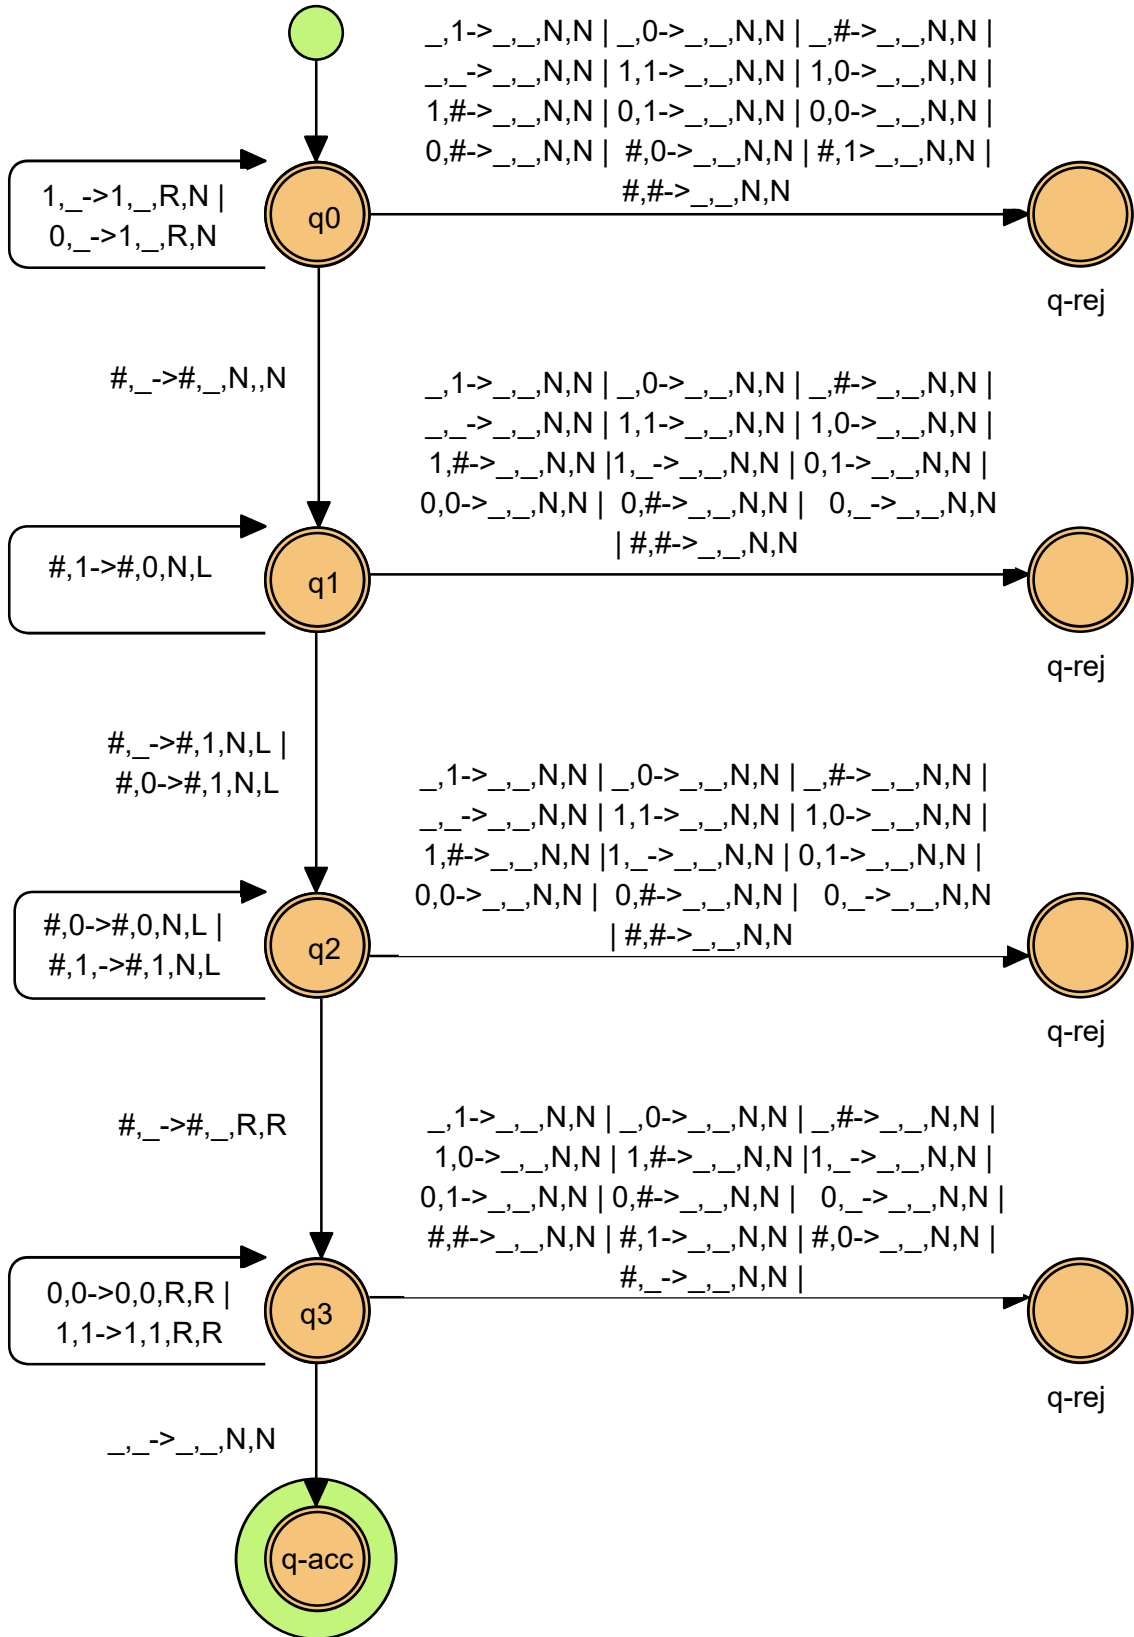 _,1->_,_,N,N | _,0->_,_,N,N | _,#->_,_,N,N |
_,_->_,_,N,N | 1,1->_,_,N,N | 1,0->_,_,N,N |
1,#->_,_,N,N | 0,1->_,_,N,N | 0,0->_,_,N,N |
0,#->_,_,N,N | #,0->_,_,N,N | #,1>_,_,N,N |
#,#->_,_,N,N
1,_->1,_,R,N |
0,_->1,_,R,N
q0
q-rej
#,_->#,_,N,,N
_,1->_,_,N,N | _,0->_,_,N,N | _,#->_,_,N,N |
_,_->_,_,N,N | 1,1->_,_,N,N | 1,0->_,_,N,N |
1,#->_,_,N,N |1,_->_,_,N,N | 0,1->_,_,N,N |
0,0->_,_,N,N | 0,#->_,_,N,N | 0,_->_,_,N,N
| #,#->_,_,N,N
#,1->#,0,N,L
q1
q-rej
#,_->#,1,N,L |
#,0->#,1,N,L
_,1->_,_,N,N | _,0->_,_,N,N | _,#->_,_,N,N |
_,_->_,_,N,N | 1,1->_,_,N,N | 1,0->_,_,N,N |
1,#->_,_,N,N |1,_->_,_,N,N | 0,1->_,_,N,N |
0,0->_,_,N,N | 0,#->_,_,N,N | 0,_->_,_,N,N
| #,#->_,_,N,N
#,0->#,0,N,L |
#,1,->#,1,N,L
q2
q-rej
#,_->#,_,R,R
_,1->_,_,N,N | _,0->_,_,N,N | _,#->_,_,N,N |
1,0->_,_,N,N | 1,#->_,_,N,N |1,_->_,_,N,N |
0,1->_,_,N,N | 0,#->_,_,N,N | 0,_->_,_,N,N |
#,#->_,_,N,N | #,1->_,_,N,N | #,0->_,_,N,N |
#,_->_,_,N,N |
0,0->0,0,R,R |
1,1->1,1,R,R
q3
q-rej
_,_->_,_,N,N
q-acc